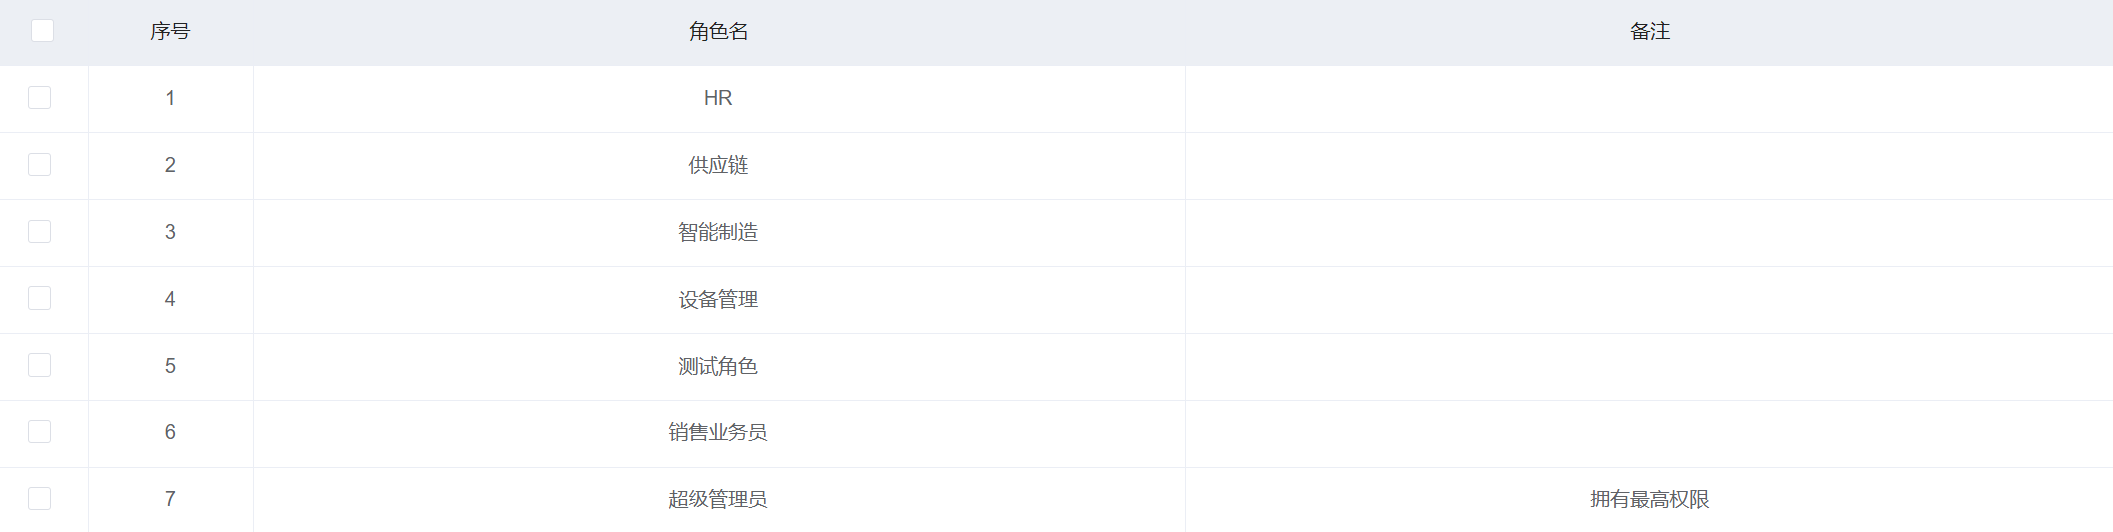 序号 角色名 备注
1 HR
2 供应链
3 智能制造
4 设备管理
5 测试角色
6 销售业务员
7 超级管理员 拥有最高权限